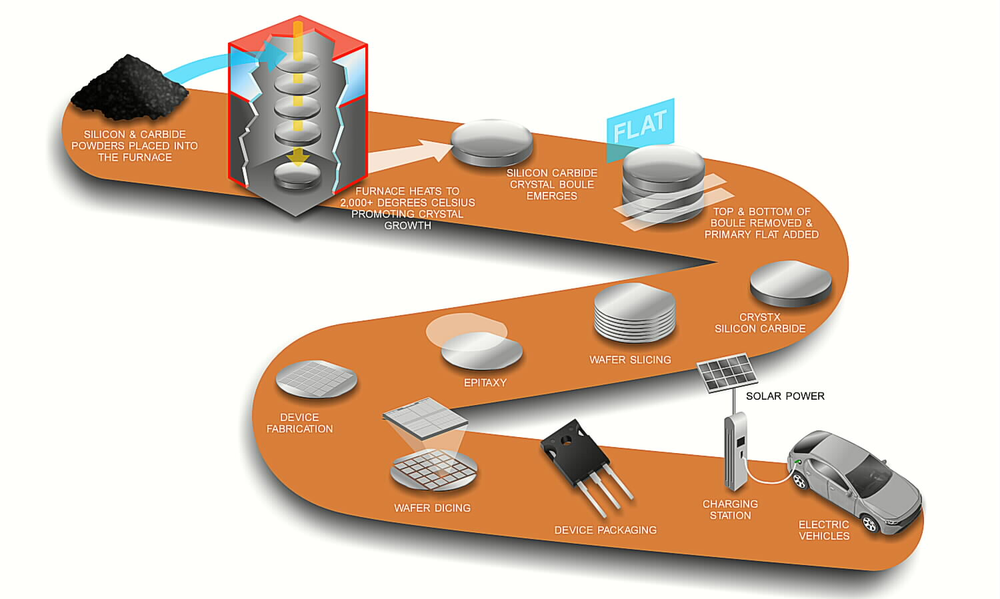 SILICON & CARBIDE
POWDERS PLACED INTO
THE FURNACE
FURNACE HEATS TO
2,000+ DEGREES CELSIUS
PROMOTING CRYSTAL
GROWTH
SILICON CARBIDE
CRYSTAL BOULE
EMERGES
FLAT
TOP & BOTTOM OF
BOULE REMOVED &
PRIMARY FLAT ADDED
CRYSTX
SILICON CARBIDE
WAFER SLICING
EPITAXY
DEVICE
FABRICATION
WAFER DICING
DEVICE PACKAGING
SOLAR POWER
CHARGING
STATION
ELECTRIC
VEHICLES